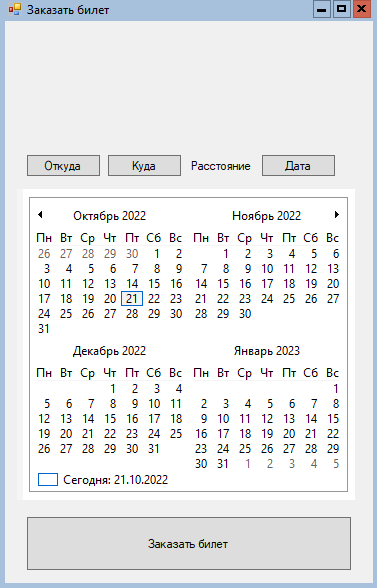 Заказать билет
Откуда Куда Расстояние Дата
Октябрь 2022 Ноябрь 2022
Пн Вт Ср Чт Пт Сб Вс Пн Вт Ср Чт Пт Сб Вс
26 27 28 29 30 1 2 1 2 3 4 5 6
3 4 5 6 7 8 9 7 8 9 10 11 12 13
10 11 12 13 14 15 16 14 15 16 17 18 19 20
17 18 19 20 21 22 23 21 22 23 24 25 26 27
24 25 26 27 28 29 30 28 29 30
31
Декабрь 2022 Январь 2023
Пн Вт Ср Чт Пт Сб Вс Пн Вт Ср Чт Пт Сб Вс
1 2 3 4 1
5 6 7 8 9 10 11 2 3 4 5 6 7 8
12 13 14 15 16 17 18 9 10 11 12 13 14 15
19 20 21 22 23 24 25 16 17 18 19 20 21 22
26 27 28 29 30 31 23 24 25 26 27 28 29
30 31 1 2 3 4 5
Сегодня: 21.10.2022
Заказать билет